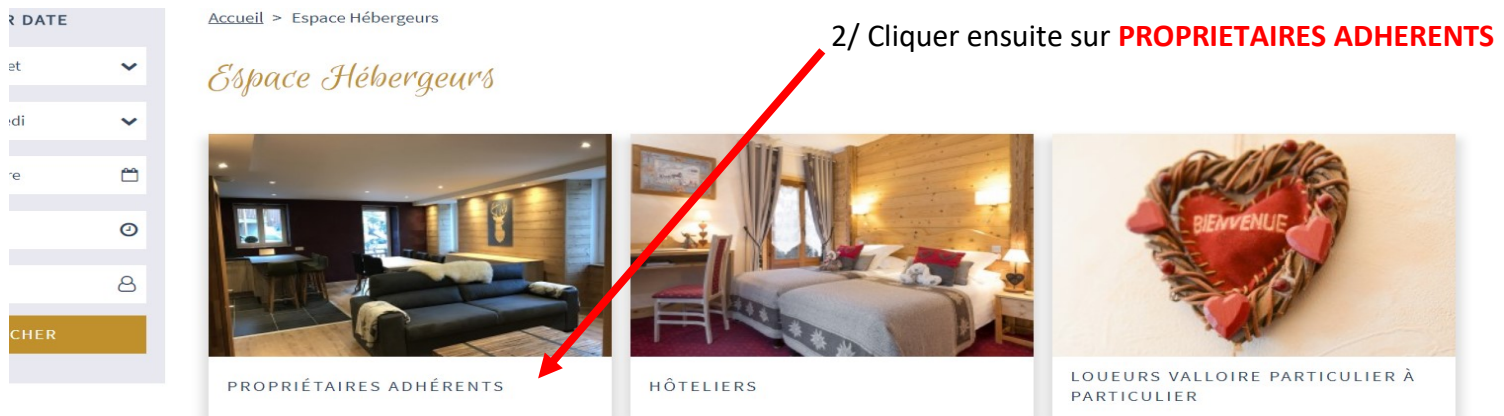 R DATE
et
di
re
CHER
Accueil > Espace Hébergeurs
2/ Cliquer ensuite sur PROPRIETAIRES ADHERENTS
Espace Hébergeurs
BIENVENUE
PROPRIÉTAIRES ADHÉRENTS
HÔTELIERS
LOUEURS VALLOIRE PARTICULIER À
PARTICULIER